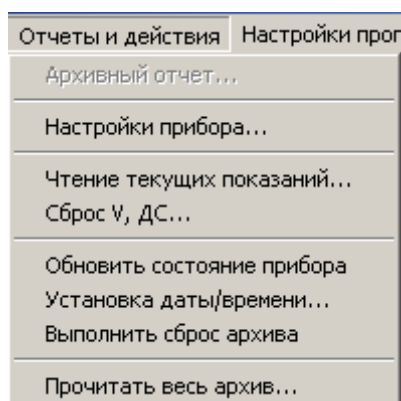 Отчеты и действия Настройки
Архивный отчет...
Настройки прибора...
Чтение текущих показаний...
Сброс V, ДС...
Обновить состояние прибора
Установка даты/времени...
Выполнить сброс архива
Прочитать весь архив...